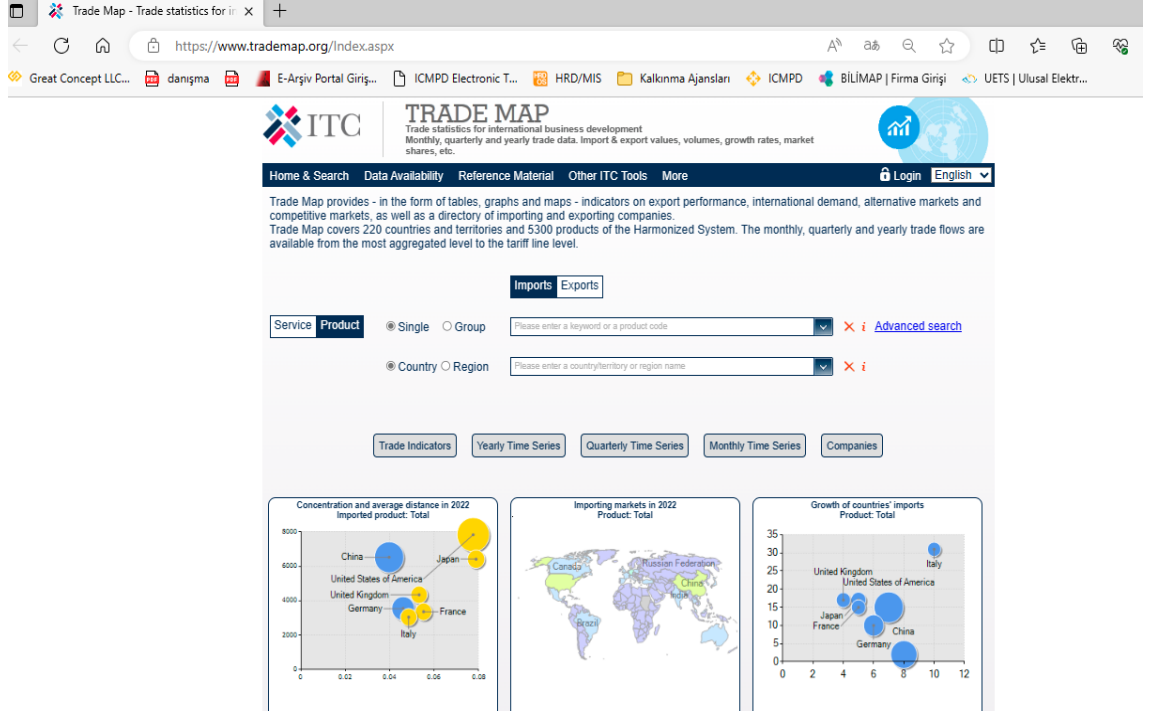 Trade Map - Trade statistics for in
https://www.trademap.org/Index.aspx
Great Concept LLC... danışma E-Arşiv Portal Giriş... ICMPD Electronic T... HRD/MIS Kalkınma Ajansları ICMPD BİLİMAP | Firma Girişi UETS | Ulusal Elektr...
ITC
TRADE MAP
Trade statistics for international business development
Monthly, quarterly and yearly trade data. Import & export values, volumes, growth rates, market
shares, etc.
Home & Search Data Availability Reference Material Other ITC Tools More Login English
Trade Map provides - in the form of tables, graphs and maps - indicators on export performance, international demand, alternative markets and
competitive markets, as well as a directory of importing and exporting companies.
Trade Map covers 220 countries and territories and 5300 products of the Harmonized System. The monthly, quarterly and yearly trade flows are
available from the most aggregated level to the tariff line level.
Imports Exports
Service Product Single Group Please enter a keyword or a product code Advanced search
Country Region Please enter a country/territory or region name
Trade Indicators Yearly Time Series Quarterly Time Series Monthly Time Series Companies
Concentration and average distance in 2022
Imported product: Total
8000
6000
4000
2000
0
China
Japan
United States of America
United Kingdom
Germany
France
Italy
0 0.02 0.04 0.06 0.08
Importing markets in 2022
Product: Total
Canada
Russian Federation
China
India
Brazil
Growth of countries' imports
Product: Total
35
30
25
20
15
10
5
0
Italy
United Kingdom
United States of America
Japan
France
China
Germany
0 2 4 6 8 10 12